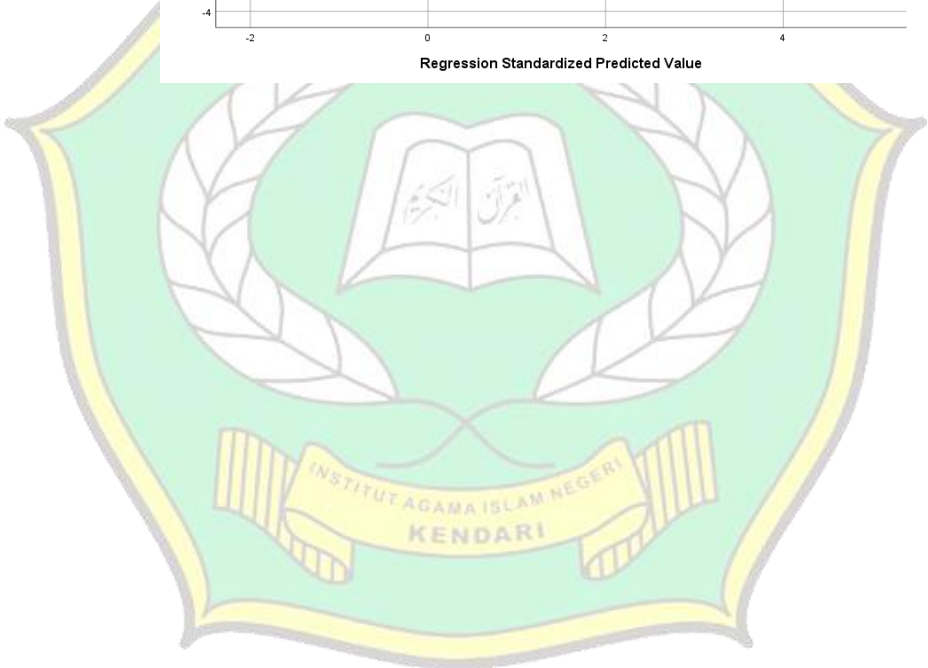 -4
-2 0 2 4
Regression Standardized Predicted Value
القرآن الكريم
INSTITUT AGAMA ISLAM NEGERI
KENDARI